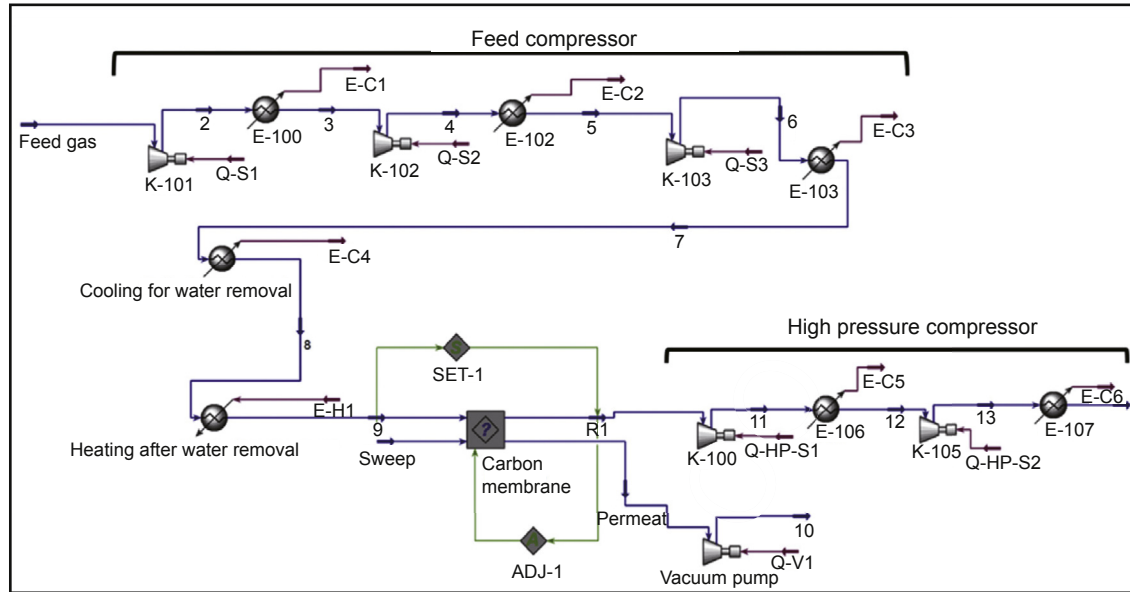 Feed compressor
E-C1
E-C2
E-C3
2
3
4
5
6
Feed gas
E-100
E-102
E-103
K-101
Q-S1
K-102
Q-S2
K-103
Q-S3
7
E-C4
Cooling for water removal
8
High pressure compressor
S
SET-1
E-C5
E-C6
E-H1
9
R1
11
12
13
E-106
E-107
Heating after water removal
Sweep
?
Carbon
membrane
K-100
Q-HP-S1
K-105
Q-HP-S2
Permeat
10
A
ADJ-1
Q-V1
Vacuum pump